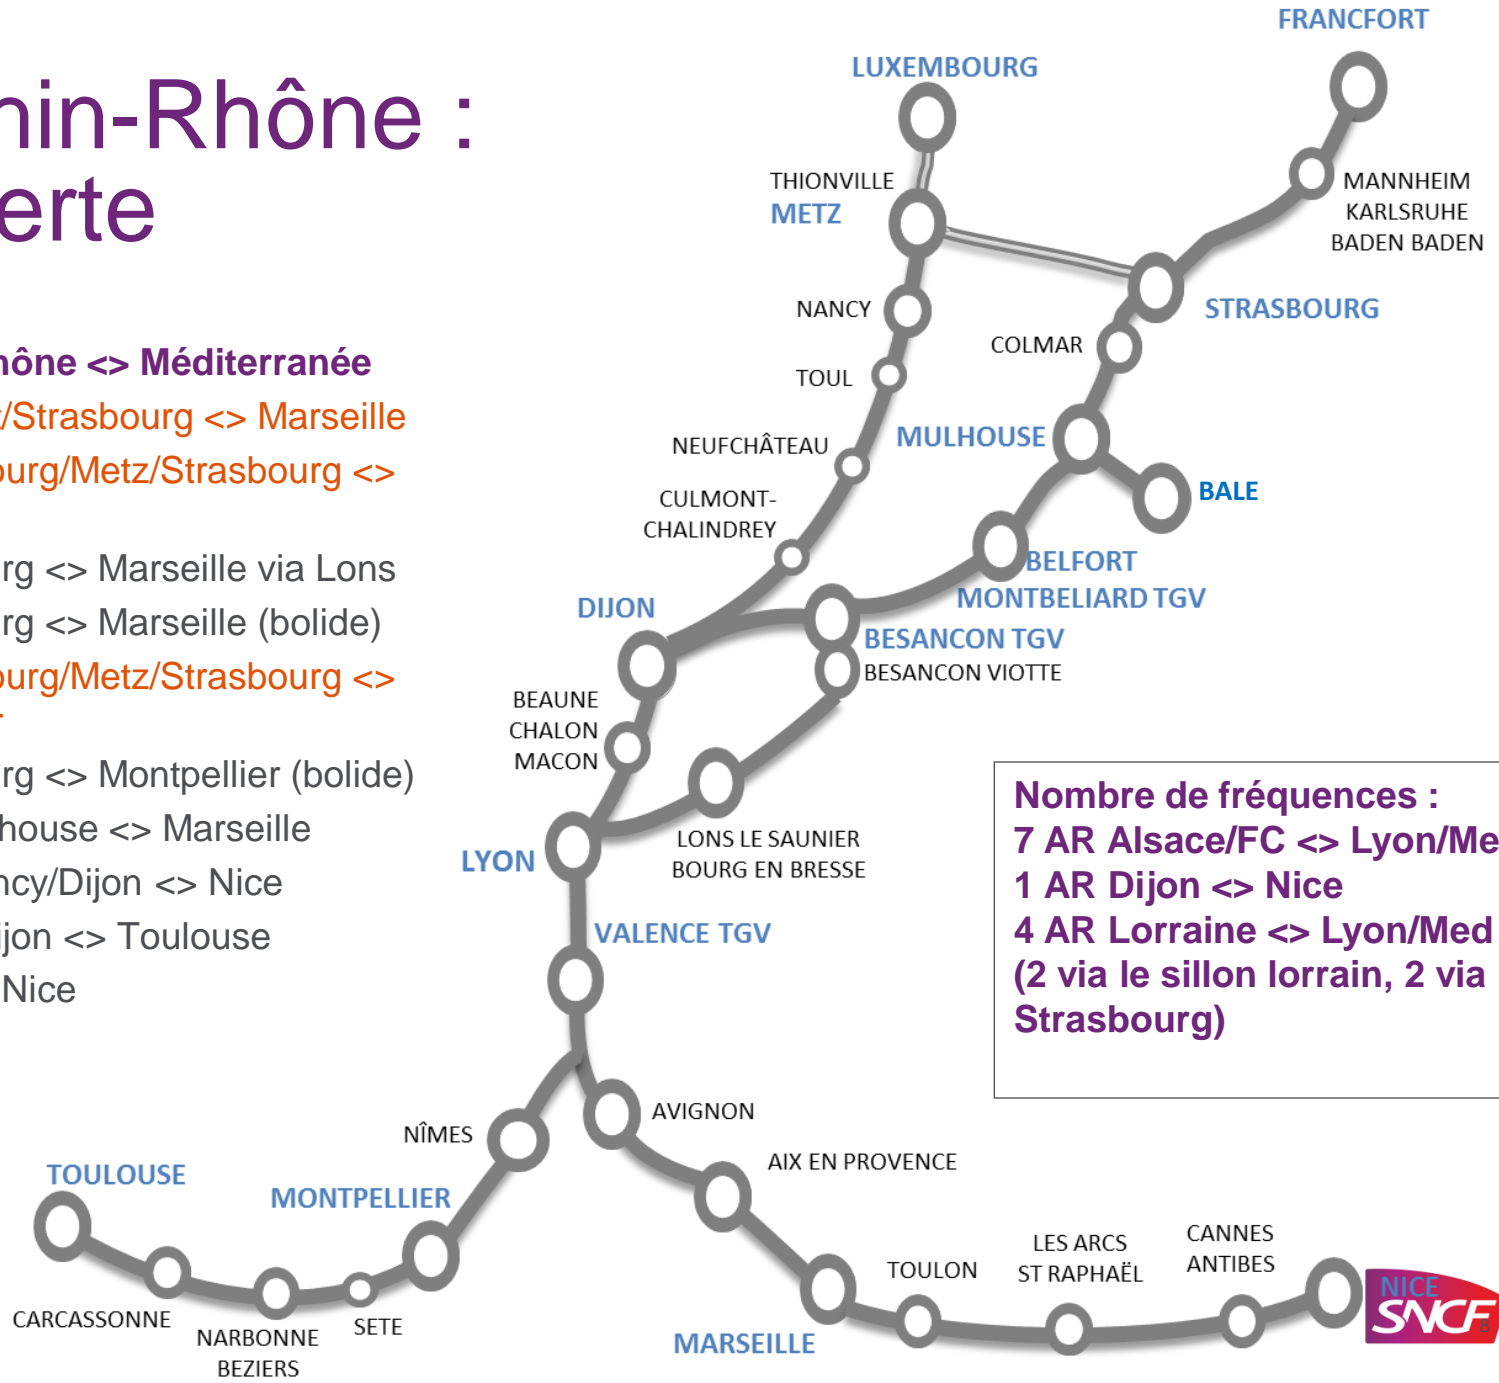 hin-Rhône :
erte
hône <> Méditerranée
z/Strasbourg <> Marseille
ourg/Metz/Strasbourg <>
rg <> Marseille via Lons
rg <> Marseille (bolide)
ourg/Metz/Strasbourg <>
rg <> Montpellier (bolide)
house <> Marseille
ncy/Dijon <> Nice
ijon <> Toulouse
Nice
FRANCFORT
LUXEMBOURG
THIONVILLE
METZ
MANNHEIM
KARLSRUHE
BADEN BADEN
NANCY
STRASBOURG
COLMAR
TOUL
NEUFCHÂTEAU
MULHOUSE
CULMONT-
CHALINDREY
BALE
BELFORT
MONTBELIARD TGV
DIJON
BESANCON TGV
BESANCON VIOTTE
BEAUNE
CHALON
MACON
LONS LE SAUNIER
BOURG EN BRESSE
LYON
VALENCE TGV
Nombre de fréquences :
7 AR Alsace/FC <> Lyon/Me
1 AR Dijon <> Nice
4 AR Lorraine <> Lyon/Med
(2 via le sillon lorrain, 2 via
Strasbourg)
AVIGNON
NÎMES
AIX EN PROVENCE
TOULOUSE
MONTPELLIER
CARCASSONNE
NARBONNE
BEZIERS
SETE
MARSEILLE
TOULON
LES ARCS
ST RAPHAËL
CANNES
ANTIBES
NICE
SNCF
8